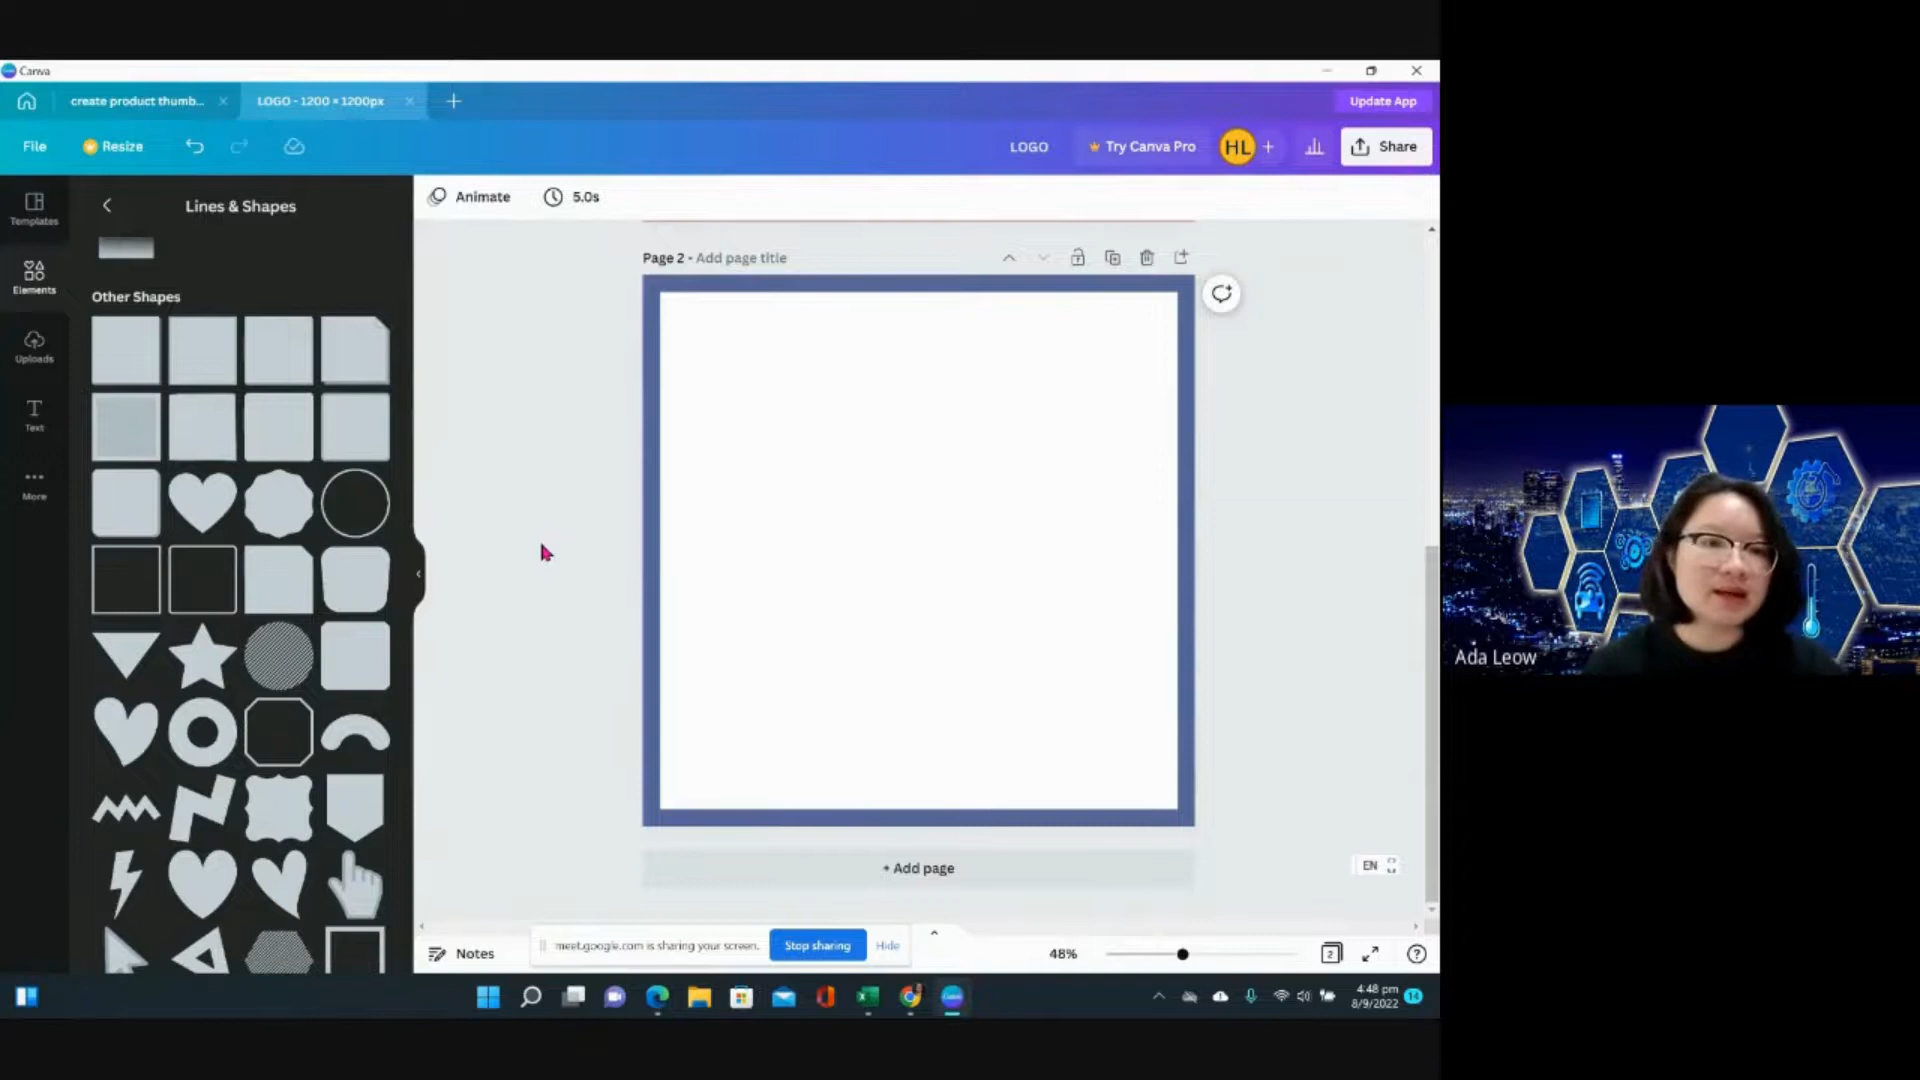 Canva
create product thumb...
LOGO - 1200 × 1200px
Update App
File
Resize
LOGO
Try Canva Pro
HL
Share
Templates
Elements
Uploads
Text
More
Lines & Shapes
Other Shapes
Animate
5.0s
Page 2 - Add page title
+ Add page
EN
Notes
meet.google.com is sharing your screen.
Stop sharing
Hide
48%
2
4:48 pm
8/9/2022
14
Ada Leow